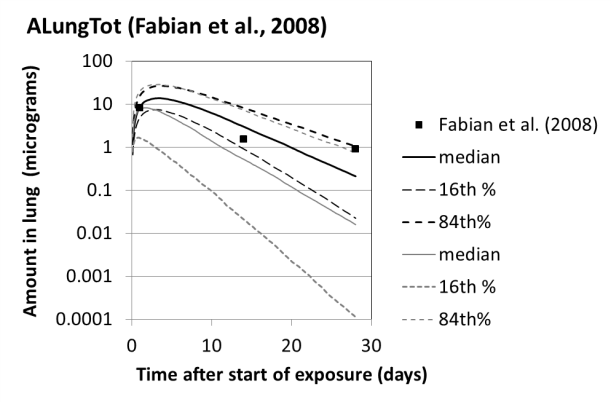 ALungTot (Fabian et al., 2008)
Amount in lung (micrograms)
100
10
1
0.1
0.01
0.001
0.0001
0 10 20 30
Time after start of exposure (days)
Fabian et al. (2008)
median
16th %
84th%
median
16th %
84th%